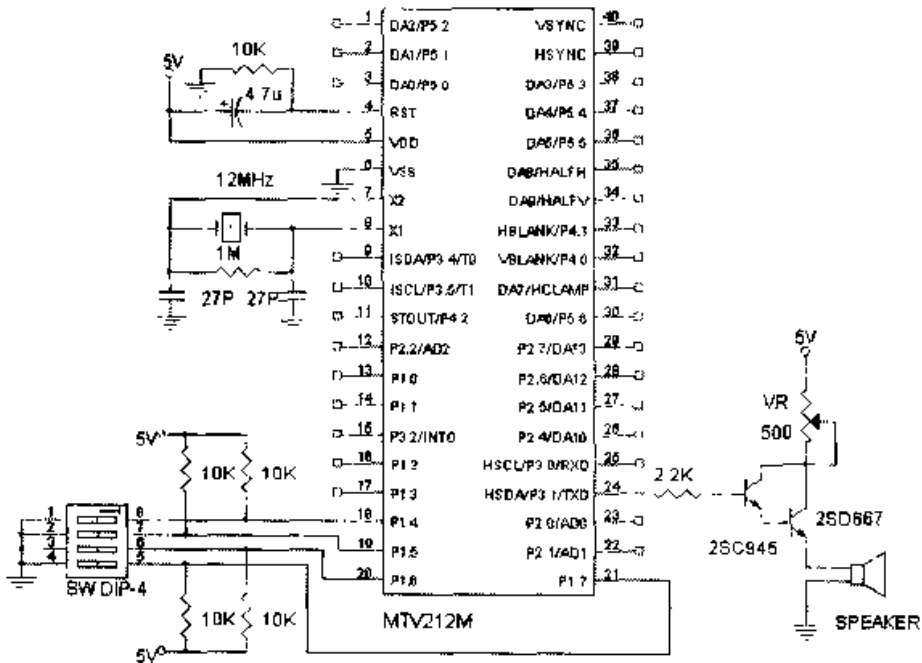 5V
10K
4.7u
12MHz
1M
27P 27P
1 DA2/P5.2
2 DA1/P5.1
3 DA0/P5.0
4 RST
5 VDD
6 VSS
7 X2
8 X1
9 ISDA/P3.4/T0
10 ISCL/P3.5/T1
11 STOUT/P4.2
12 P2.2/AD2
13 P1.0
14 P1.1
15 P3.2/INT0
16 P1.2
17 P1.3
18 P1.4
19 P1.5
20 P1.6
VSYNC 40
HSYNC 39
DA3/P5.3 38
DA4/P5.4 37
DA5/P5.5 36
DA8/HALFH 35
DA9/HALFV 34
HBLANK/P4.1 33
VBLANK/P4.0 32
DA7/HCLAMP 31
DA6/P5.6 30
P2.7/DA13 29
P2.6/DA12 28
P2.5/DA11 27
P2.4/DA10 26
HSCL/P3.0/RXD 25
HSDA/P3.1/TXD 24
P2.0/AD0 23
P2.1/AD1 22
P1.7 21
MTV212M
5V
10K 10K
1 8
2 7
3 6
4 5
SW DIP-4
10K 10K
5V
2.2K
5V
VR
500
2SC945
2SD667
SPEAKER